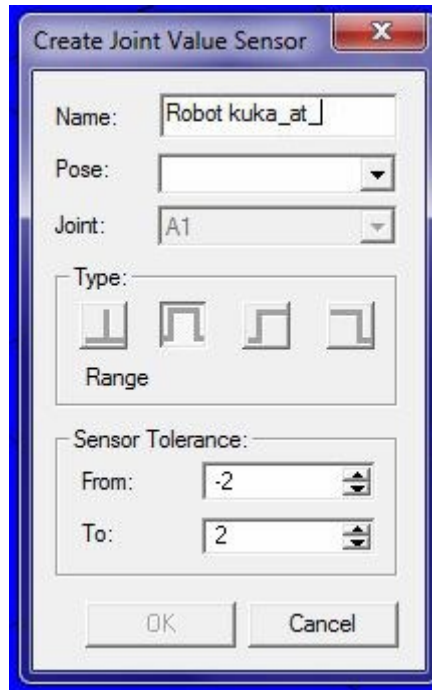 Create Joint Value Sensor
Name: Robot kuka_at_
Pose:
Joint: A1
Type:
Range
Sensor Tolerance:
From: -2
To: 2
OK Cancel